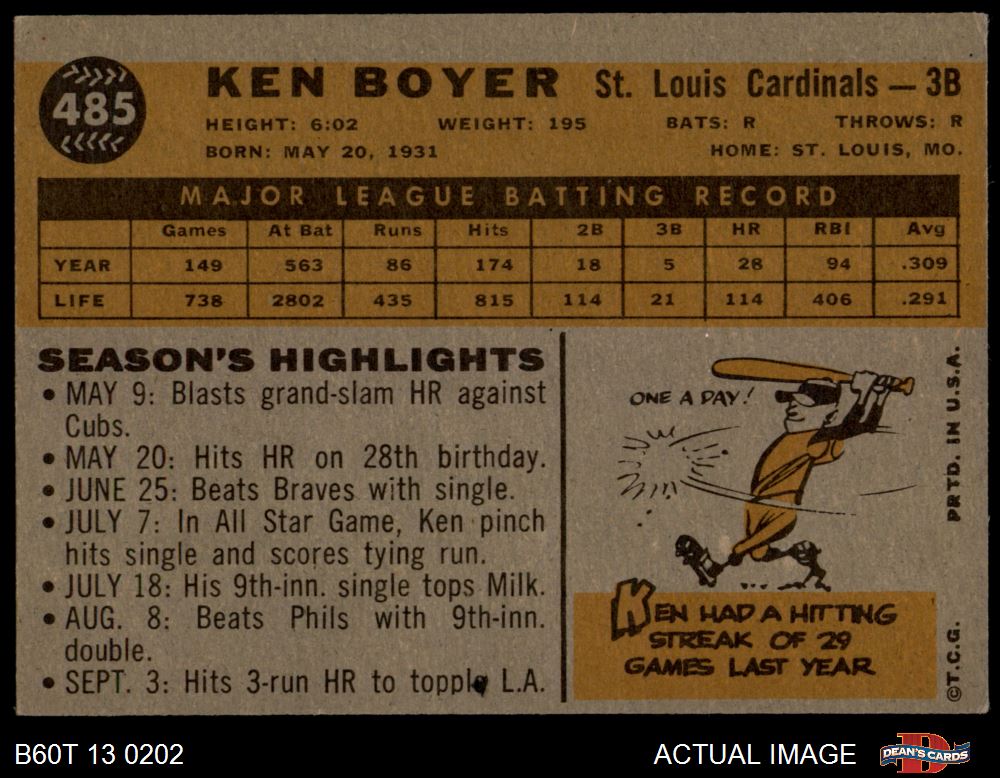 485
KEN BOYER St. Louis Cardinals — 3B
HEIGHT: 6:02 WEIGHT: 195 BATS: R THROWS: R
BORN: MAY 20, 1931 HOME: ST. LOUIS, MO.
MAJOR LEAGUE BATTING RECORD
Games At Bat Runs Hits 2B 3B HR RBI Avg
YEAR 149 563 86 174 18 5 28 94 .309
LIFE 738 2802 435 815 114 21 114 406 .291
SEASON'S HIGHLIGHTS
• MAY 9: Blasts grand-slam HR against
Cubs.
• MAY 20: Hits HR on 28th birthday.
• JUNE 25: Beats Braves with single.
• JULY 7: In All Star Game, Ken pinch
hits single and scores tying run.
• JULY 18: His 9th-inn. single tops Milk.
• AUG. 8: Beats Phils with 9th-inn.
double.
• SEPT. 3: Hits 3-run HR to topple L.A.
ONE A DAY!
KEN HAD A HITTING
STREAK OF 29
GAMES LAST YEAR
©T.C.G. PRTD. IN U.S.A.
B60T 13 0202 ACTUAL IMAGE DEAN'S CARDS